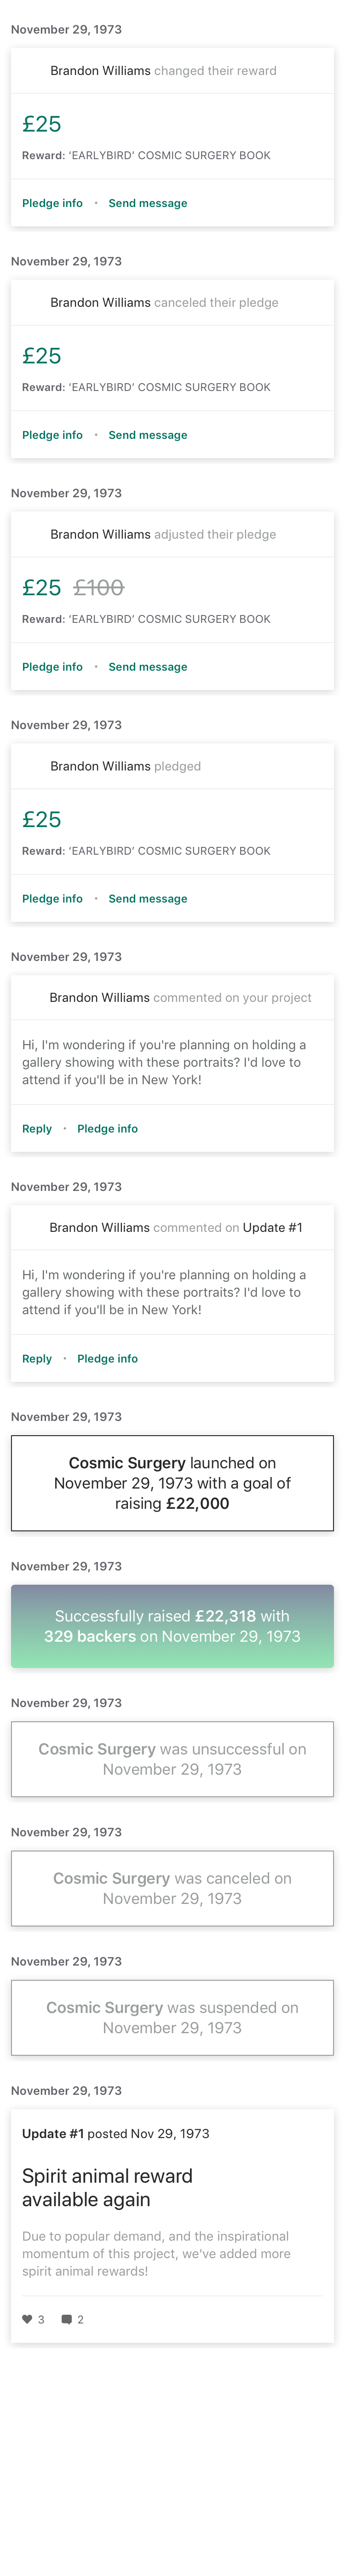 November 29, 1973
Brandon Williams changed their reward
£25
Reward: ‘EARLYBIRD’ COSMIC SURGERY BOOK
Pledge info • Send message
November 29, 1973
Brandon Williams canceled their pledge
£25
Reward: ‘EARLYBIRD’ COSMIC SURGERY BOOK
Pledge info • Send message
November 29, 1973
Brandon Williams adjusted their pledge
£25 £100
Reward: ‘EARLYBIRD’ COSMIC SURGERY BOOK
Pledge info • Send message
November 29, 1973
Brandon Williams pledged
£25
Reward: ‘EARLYBIRD’ COSMIC SURGERY BOOK
Pledge info • Send message
November 29, 1973
Brandon Williams commented on your project
Hi, I'm wondering if you're planning on holding a
gallery showing with these portraits? I'd love to
attend if you'll be in New York!
Reply • Pledge info
November 29, 1973
Brandon Williams commented on Update #1
Hi, I'm wondering if you're planning on holding a
gallery showing with these portraits? I'd love to
attend if you'll be in New York!
Reply • Pledge info
November 29, 1973
Cosmic Surgery launched on
November 29, 1973 with a goal of
raising £22,000
November 29, 1973
Successfully raised £22,318 with
329 backers on November 29, 1973
November 29, 1973
Cosmic Surgery was unsuccessful on
November 29, 1973
November 29, 1973
Cosmic Surgery was canceled on
November 29, 1973
November 29, 1973
Cosmic Surgery was suspended on
November 29, 1973
November 29, 1973
Update #1 posted Nov 29, 1973
Spirit animal reward
available again
Due to popular demand, and the inspirational
momentum of this project, we've added more
spirit animal rewards!
3 2